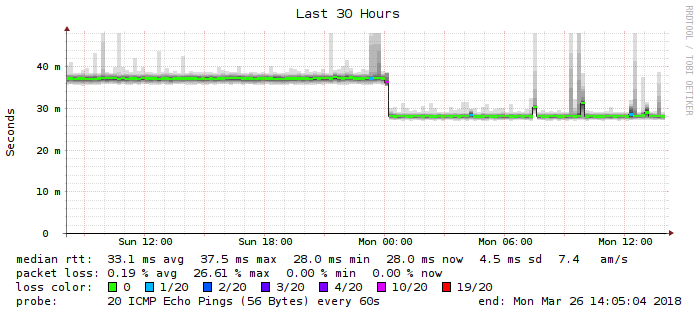 Last 30 Hours
RRDTOOL / TOBI OETIKER
Seconds
40 m
30 m
20 m
10 m
0
Sun 12:00 Sun 18:00 Mon 00:00 Mon 06:00 Mon 12:00
median rtt: 33.1 ms avg 37.5 ms max 28.0 ms min 28.0 ms now 4.5 ms sd 7.4 am/s
packet loss: 0.19 % avg 26.61 % max 0.00 % min 0.00 % now
loss color: 0 1/20 2/20 3/20 4/20 10/20 19/20
probe: 20 ICMP Echo Pings (56 Bytes) every 60s end: Mon Mar 26 14:05:04 2018